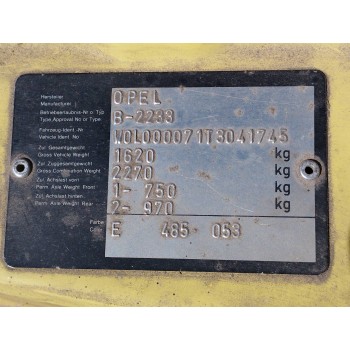 Hersteller OPEL
Manufacturer
Betriebserlaubnis-Nr o. Typ B-2233
Type Approval No or Type
Fahrzeug-Ident.-Nr. W0L000071T3041745
Vehicle Ident. No
Zul. Gesamtgewicht 1620 kg
Gross Vehicle Weight
Zul. Zuggesamtgewicht 2270 kg
Gross Combination Weight
Zul. Achslast vorn 1- 750 kg
Perm. Axle Weight Front
Zul. Achslast hinten 2- 970 kg
Perm. Axle Weight Rear
Farbe E 485 053
Color